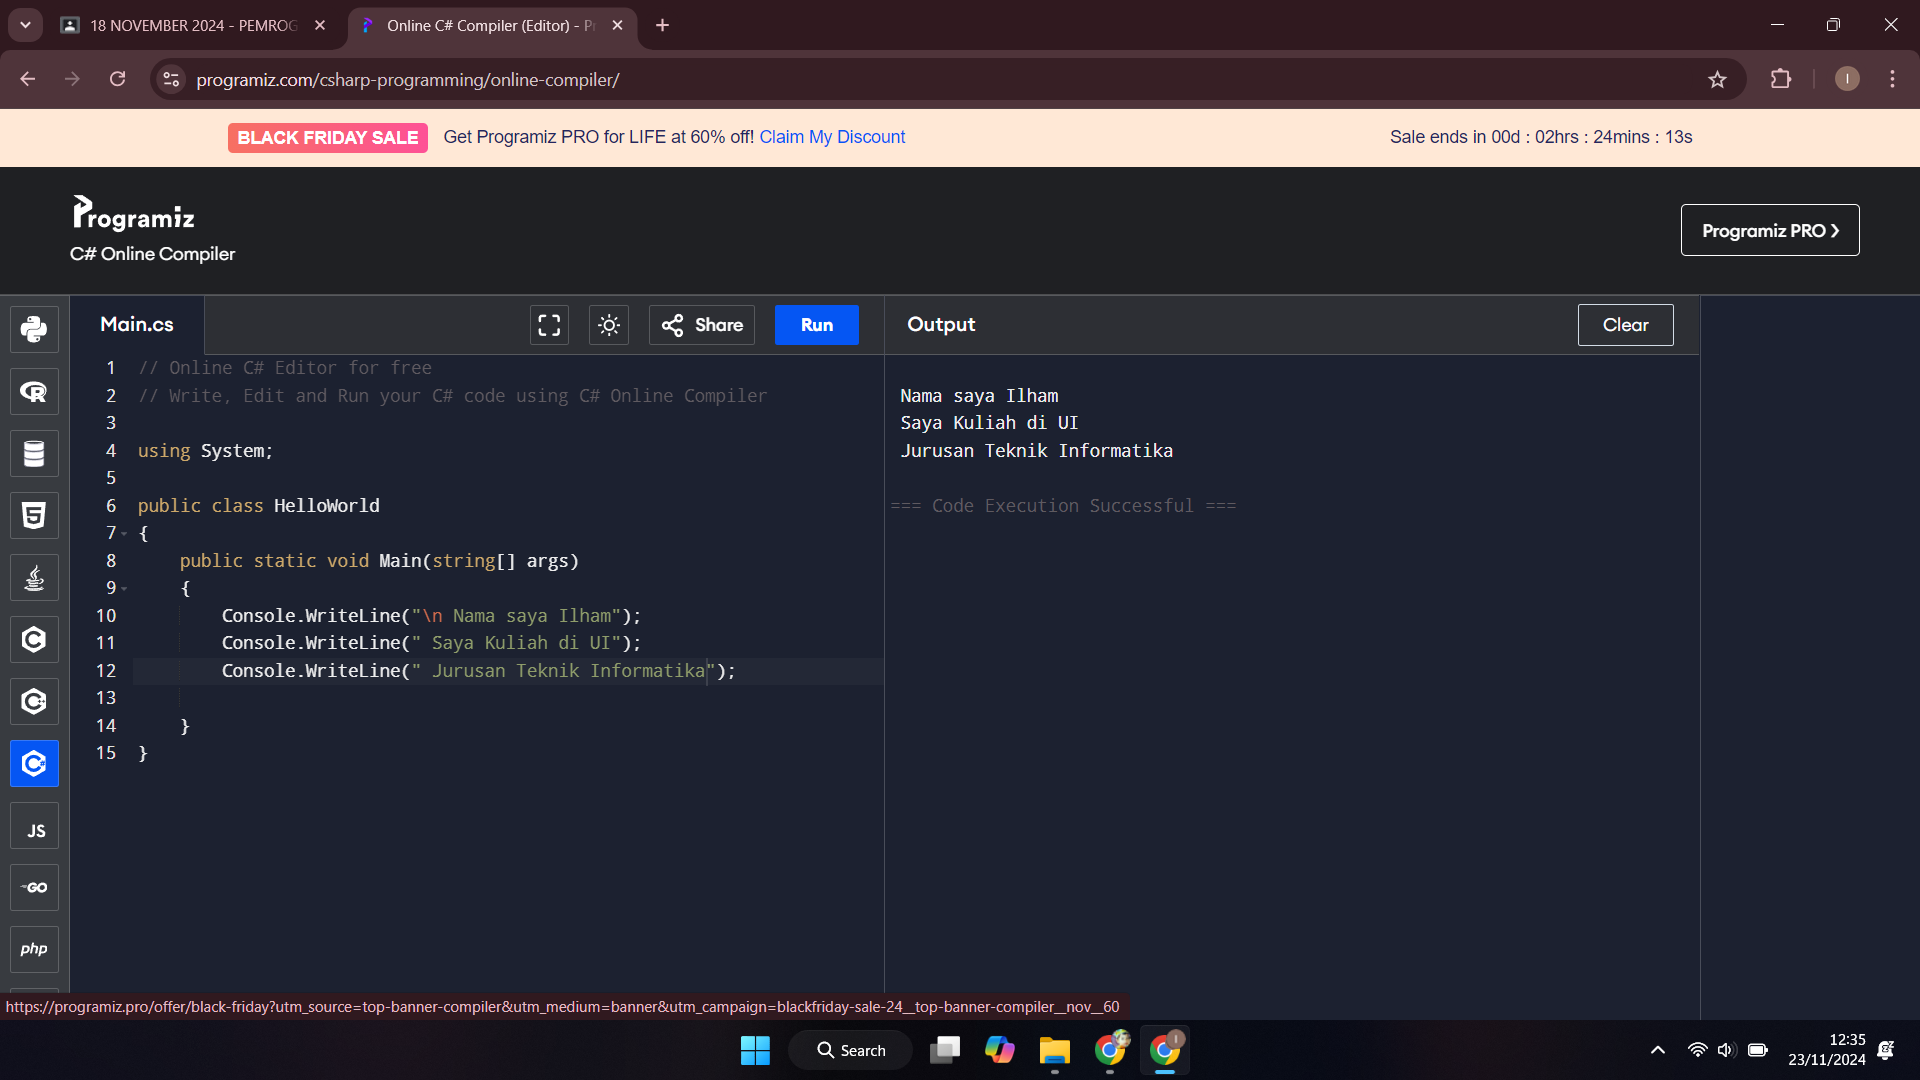 18 NOVEMBER 2024 - PEMROG
Online C# Compiler (Editor) - P
programiz.com/csharp-programming/online-compiler/
I
BLACK FRIDAY SALE Get Programiz PRO for LIFE at 60% off! Claim My Discount Sale ends in 00d : 02hrs : 24mins : 13s
Programiz
C# Online Compiler
Programiz PRO ❯
Main.cs
Share
Run
Output
Clear
1 // Online C# Editor for free
2 // Write, Edit and Run your C# code using C# Online Compiler
3
4 using System;
5
6 public class HelloWorld
7 {
8 public static void Main(string[] args)
9 {
10 Console.WriteLine("\n Nama saya Ilham");
11 Console.WriteLine(" Saya Kuliah di UI");
12 Console.WriteLine(" Jurusan Teknik Informatika");
13
14 }
15 }
Nama saya Ilham
Saya Kuliah di UI
Jurusan Teknik Informatika
=== Code Execution Successful ===
R
5
C
C
C#
JS
GO
php
https://programiz.pro/offer/black-friday?utm_source=top-banner-compiler&utm_medium=banner&utm_campaign=blackfriday-sale-24__top-banner-compiler__nov__60
Search
12:35
23/11/2024